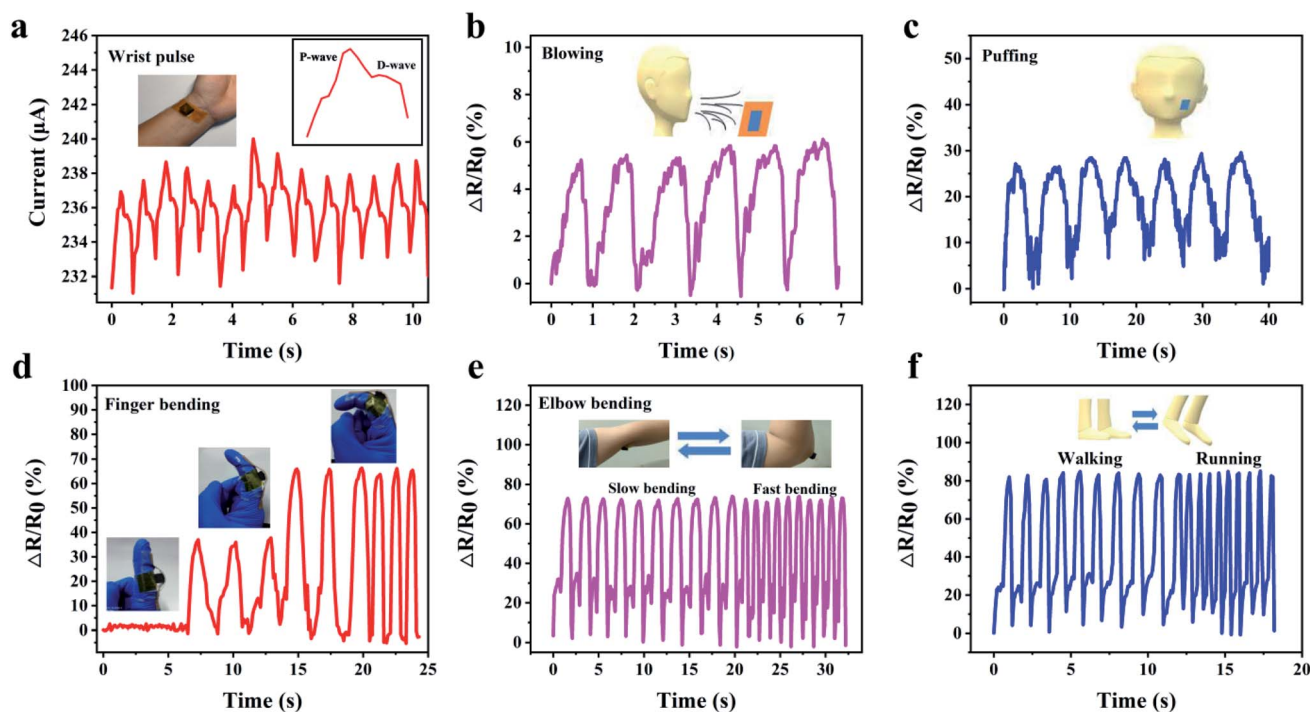 a
Wrist pulse
P-wave
D-wave
Current (μA)
246
244
242
240
238
236
234
232
0
2
4
6
8
10
Time (s)
b
Blowing
△R/R₀ (%)
10
8
6
4
2
0
0
1
2
3
4
5
6
7
Time (s)
c
Puffing
△R/R₀ (%)
50
40
30
20
10
0
0
10
20
30
40
Time (s)
d
Finger bending
△R/R₀ (%)
100
90
80
70
60
50
40
30
20
10
0
0
5
10
15
20
25
Time (s)
e
Elbow bending
Slow bending
Fast bending
△R/R₀ (%)
120
100
80
60
40
20
0
0
5
10
15
20
25
30
Time (s)
f
Walking
Running
△R/R₀ (%)
120
100
80
60
40
20
0
0
5
10
15
20
Time (s)